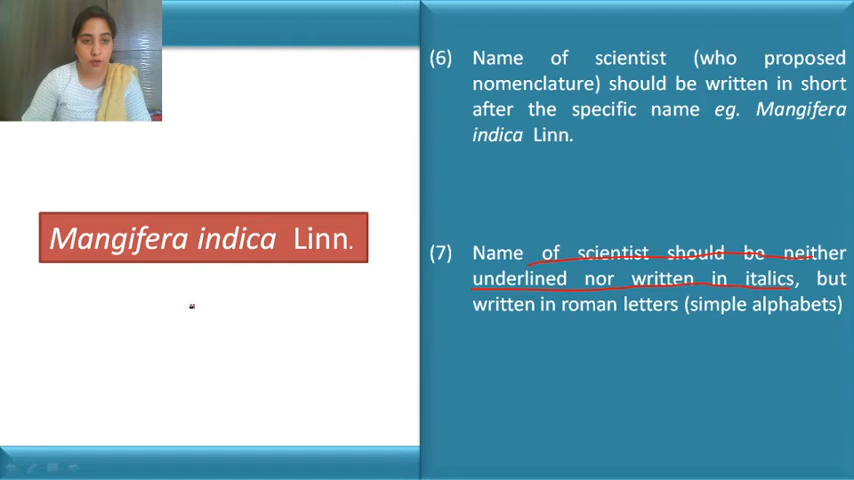 Mangifera indica Linn.
(6) Name of scientist (who proposed
nomenclature) should be written in short
after the specific name eg. Mangifera
indica Linn.
(7) Name of scientist should be neither
underlined nor written in italics, but
written in roman letters (simple alphabets)